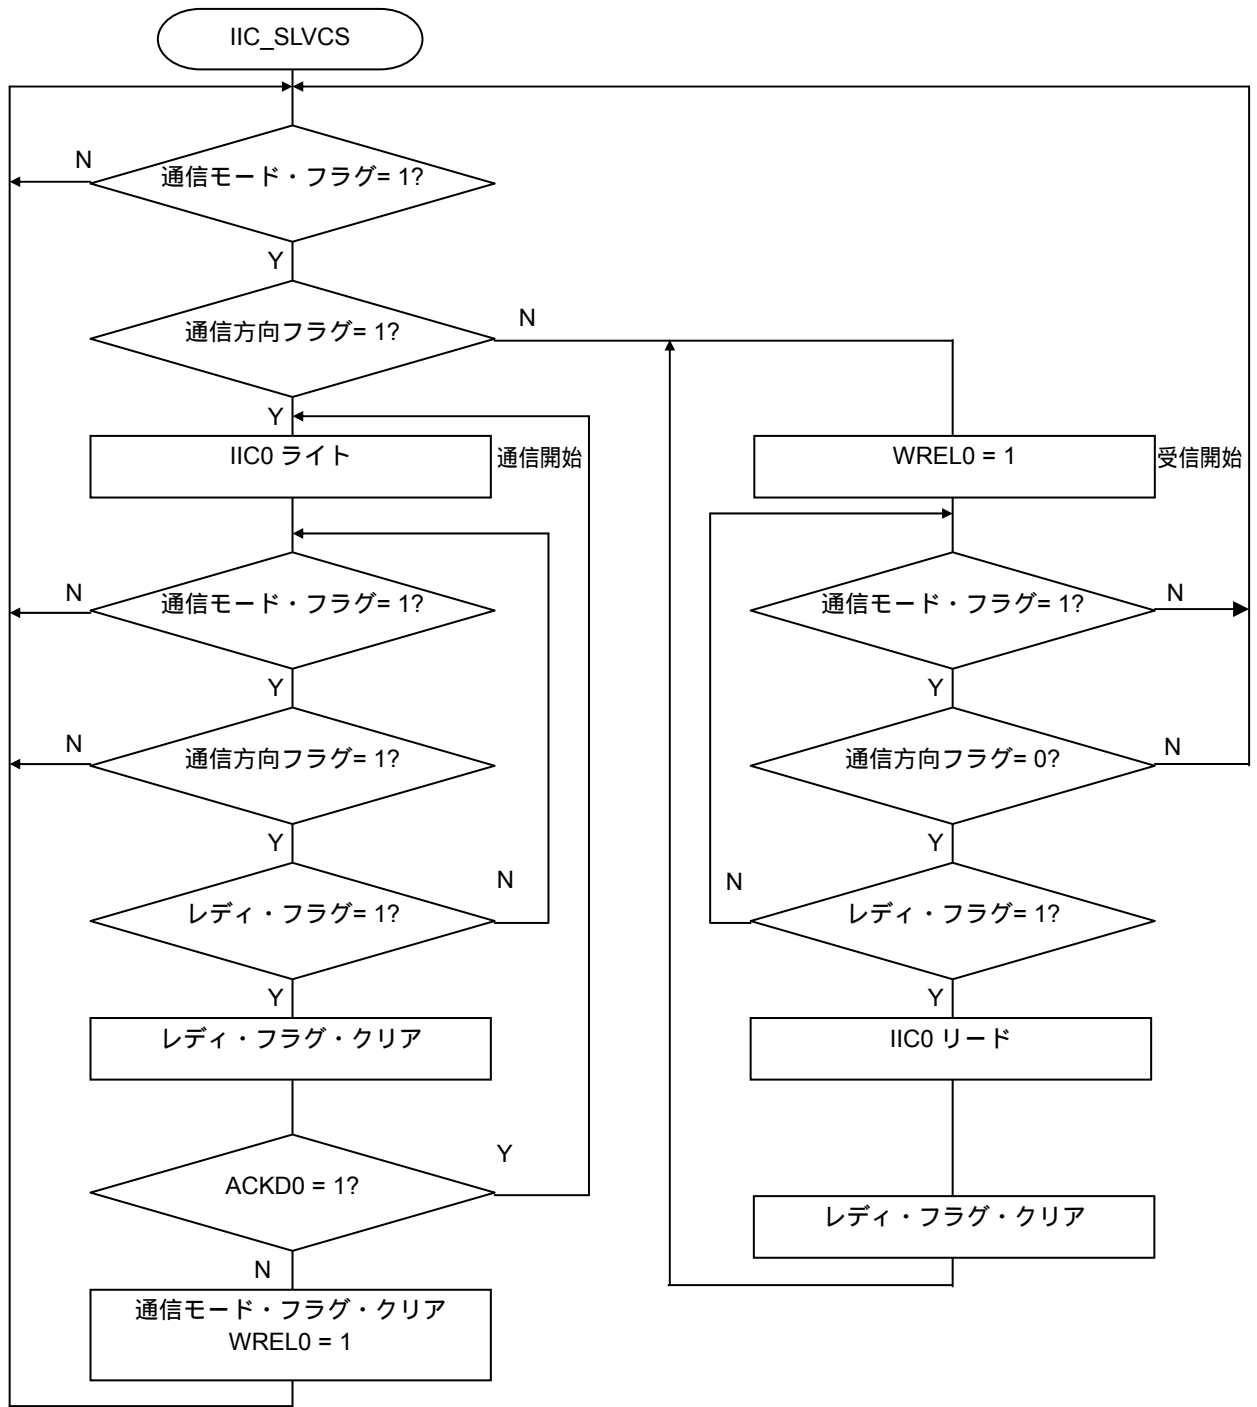 IIC_SLVCS
N
通信モード・フラグ= 1?
Y
通信方向フラグ= 1?
N
Y
IIC0 ライト
通信開始
N
通信モード・フラグ= 1?
Y
N
通信方向フラグ= 1?
Y
レディ・フラグ= 1?
N
Y
レディ・フラグ・クリア
ACKD0 = 1?
Y
N
通信モード・フラグ・クリア
WREL0 = 1
WREL0 = 1
受信開始
通信モード・フラグ= 1?
N
Y
通信方向フラグ= 0?
N
Y
N
レディ・フラグ= 1?
Y
IIC0 リード
レディ・フラグ・クリア